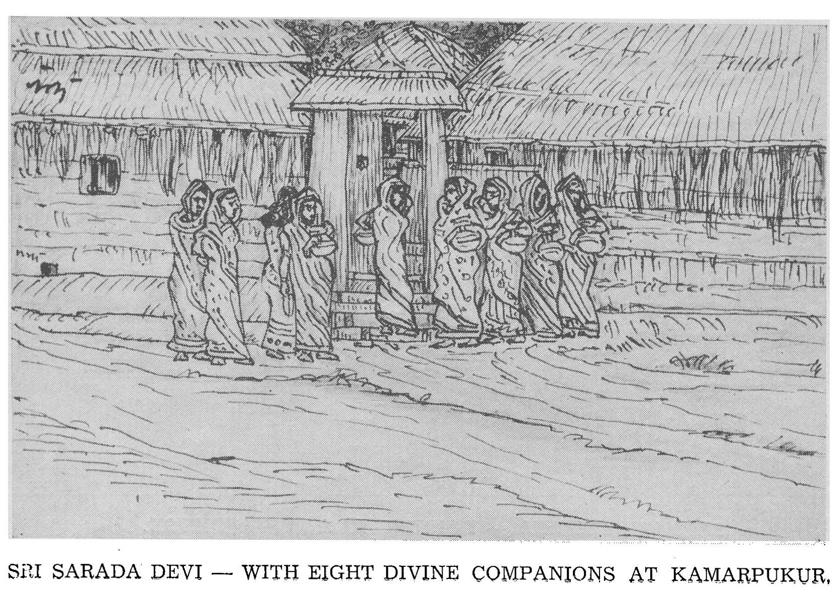 SRI SARADA DEVI — WITH EIGHT DIVINE COMPANIONS AT KAMARPUKUR,